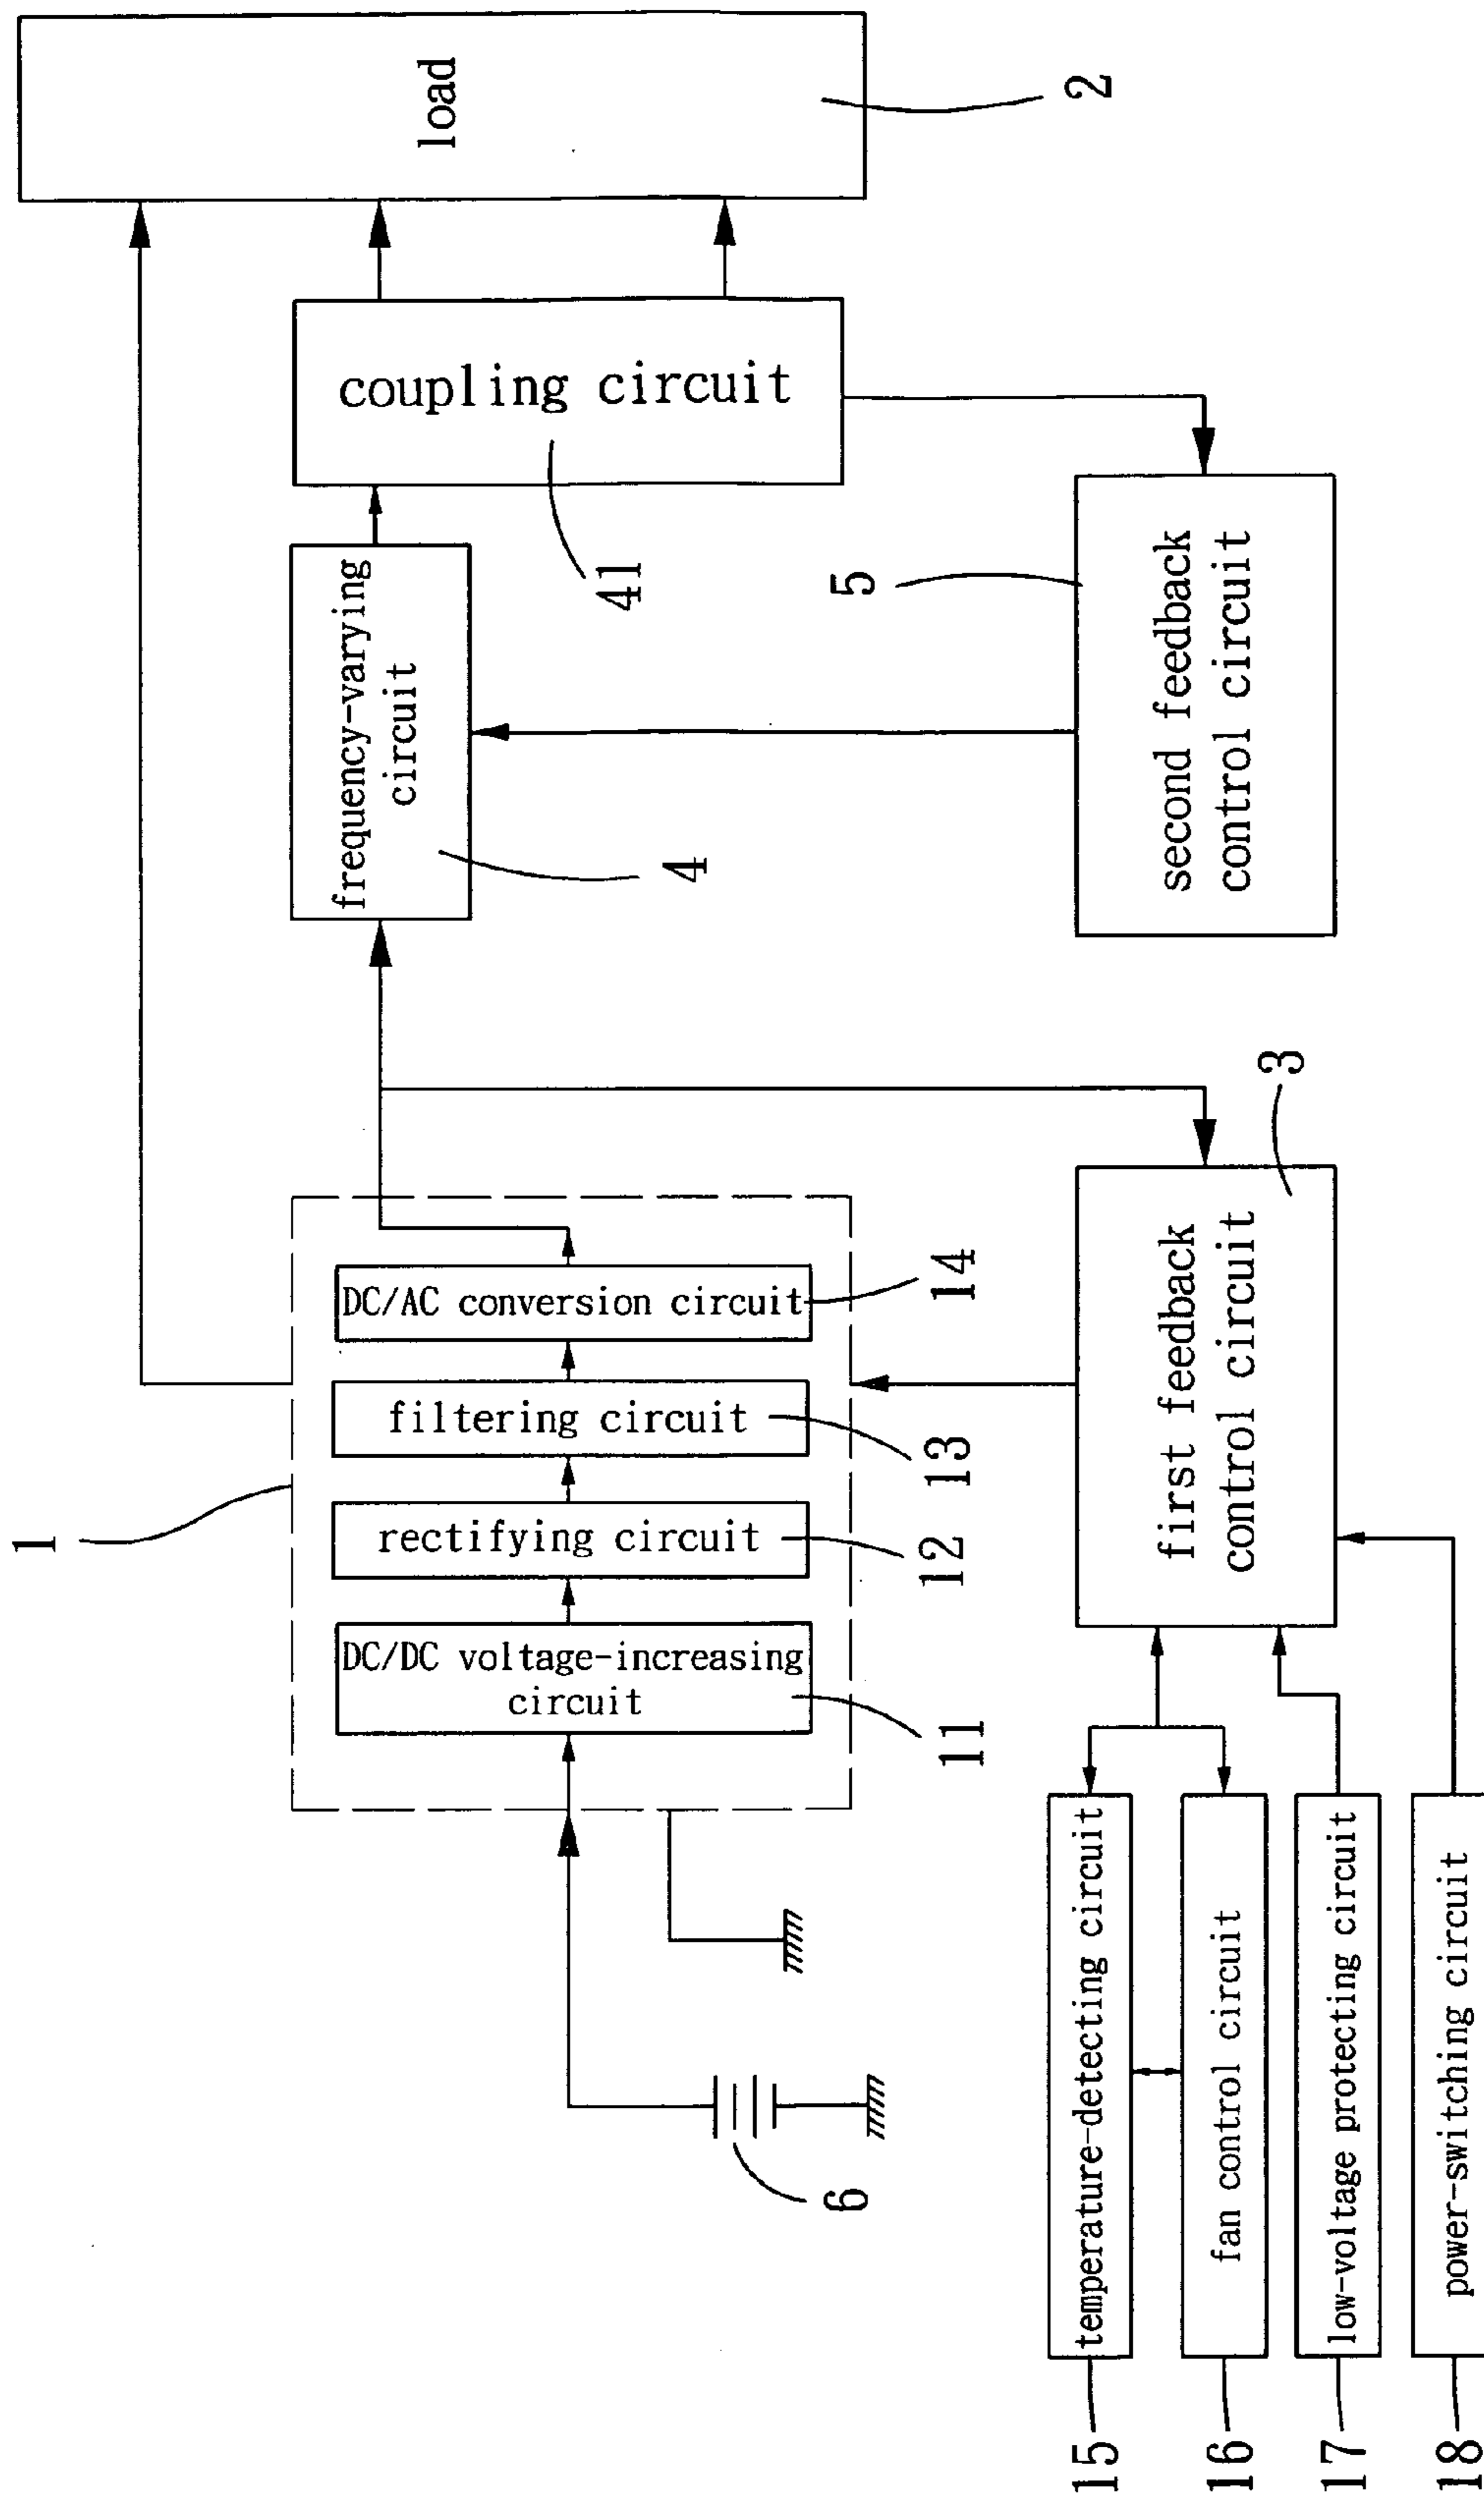 load
2
coupling circuit
41
frequency-varying
circuit
4
5
second feedback
control circuit
3
first feedback
control circuit
1
DC/AC conversion circuit
14
filtering circuit
13
rectifying circuit
12
DC/DC voltage-increasing
circuit
11
6
temperature-detecting circuit
15
fan control circuit
16
low-voltage protecting circuit
17
power-switching circuit
18